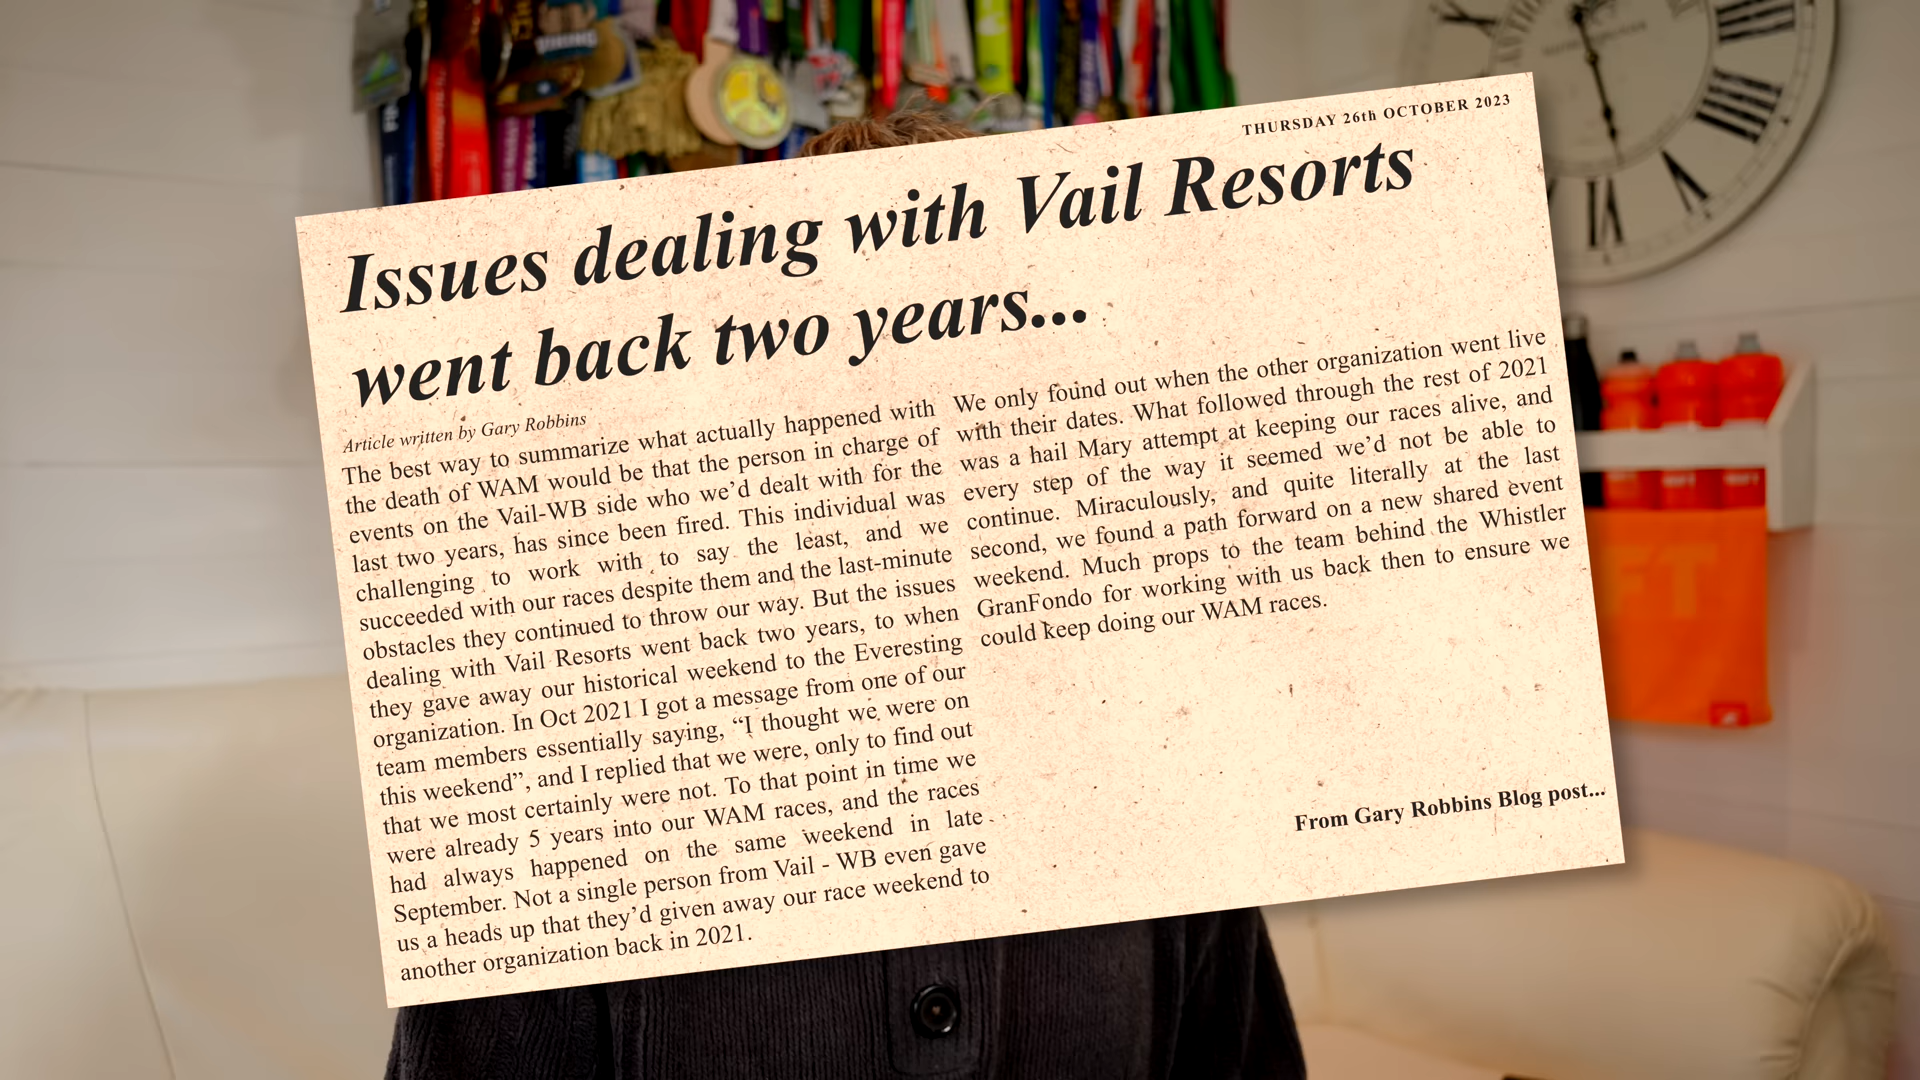 THURSDAY 26th OCTOBER 2023
Issues dealing with Vail Resorts
went back two years...
Article written by Gary Robbins
The best way to summarize what actually happened with
the death of WAM would be that the person in charge of
events on the Vail-WB side who we’d dealt with for the
last two years, has since been fired. This individual was
challenging to work with to say the least, and we
succeeded with our races despite them and the last-minute
obstacles they continued to throw our way. But the issues
dealing with Vail Resorts went back two years, to when
they gave away our historical weekend to the Everesting
organization. In Oct 2021 I got a message from one of our
team members essentially saying, “I thought we were on
this weekend”, and I replied that we were, only to find out
that we most certainly were not. To that point in time we
were already 5 years into our WAM races, and the races
had always happened on the same weekend in late
September. Not a single person from Vail - WB even gave
us a heads up that they’d given away our race weekend to
another organization back in 2021.
We only found out when the other organization went live
with their dates. What followed through the rest of 2021
was a hail Mary attempt at keeping our races alive, and
every step of the way it seemed we’d not be able to
continue. Miraculously, and quite literally at the last
second, we found a path forward on a new shared event
weekend. Much props to the team behind the Whistler
GranFondo for working with us back then to ensure we
could keep doing our WAM races.
From Gary Robbins Blog post...